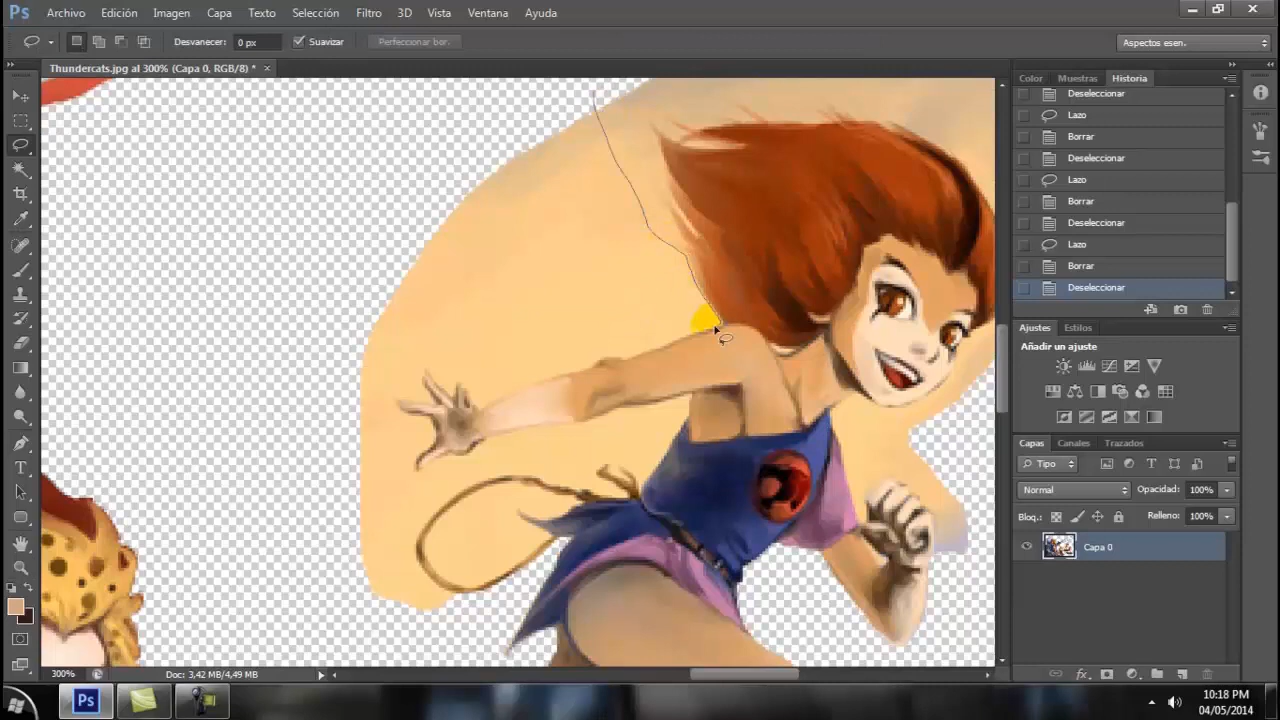 Ps Archivo Edición Imagen Capa Texto Selección Filtro 3D Vista Ventana Ayuda
Desvanecer: 0 px Suavizar Perfeccionar bor... Aspectos esen.
Thundercats.jpg al 300% (Capa 0, RGB/8) * ×
Color Muestras Historia
Deseleccionar
Lazo
Borrar
Deseleccionar
Lazo
Borrar
Deseleccionar
Lazo
Borrar
Deseleccionar
Ajustes Estilos
Añadir un ajuste
Capas Canales Trazados
Tipo
Normal Opacidad: 100%
Bloq.: Relleno: 100%
Capa 0
fx
300% Doc: 3,42 MB/4,49 MB
Ps 10:18 PM
04/05/2014